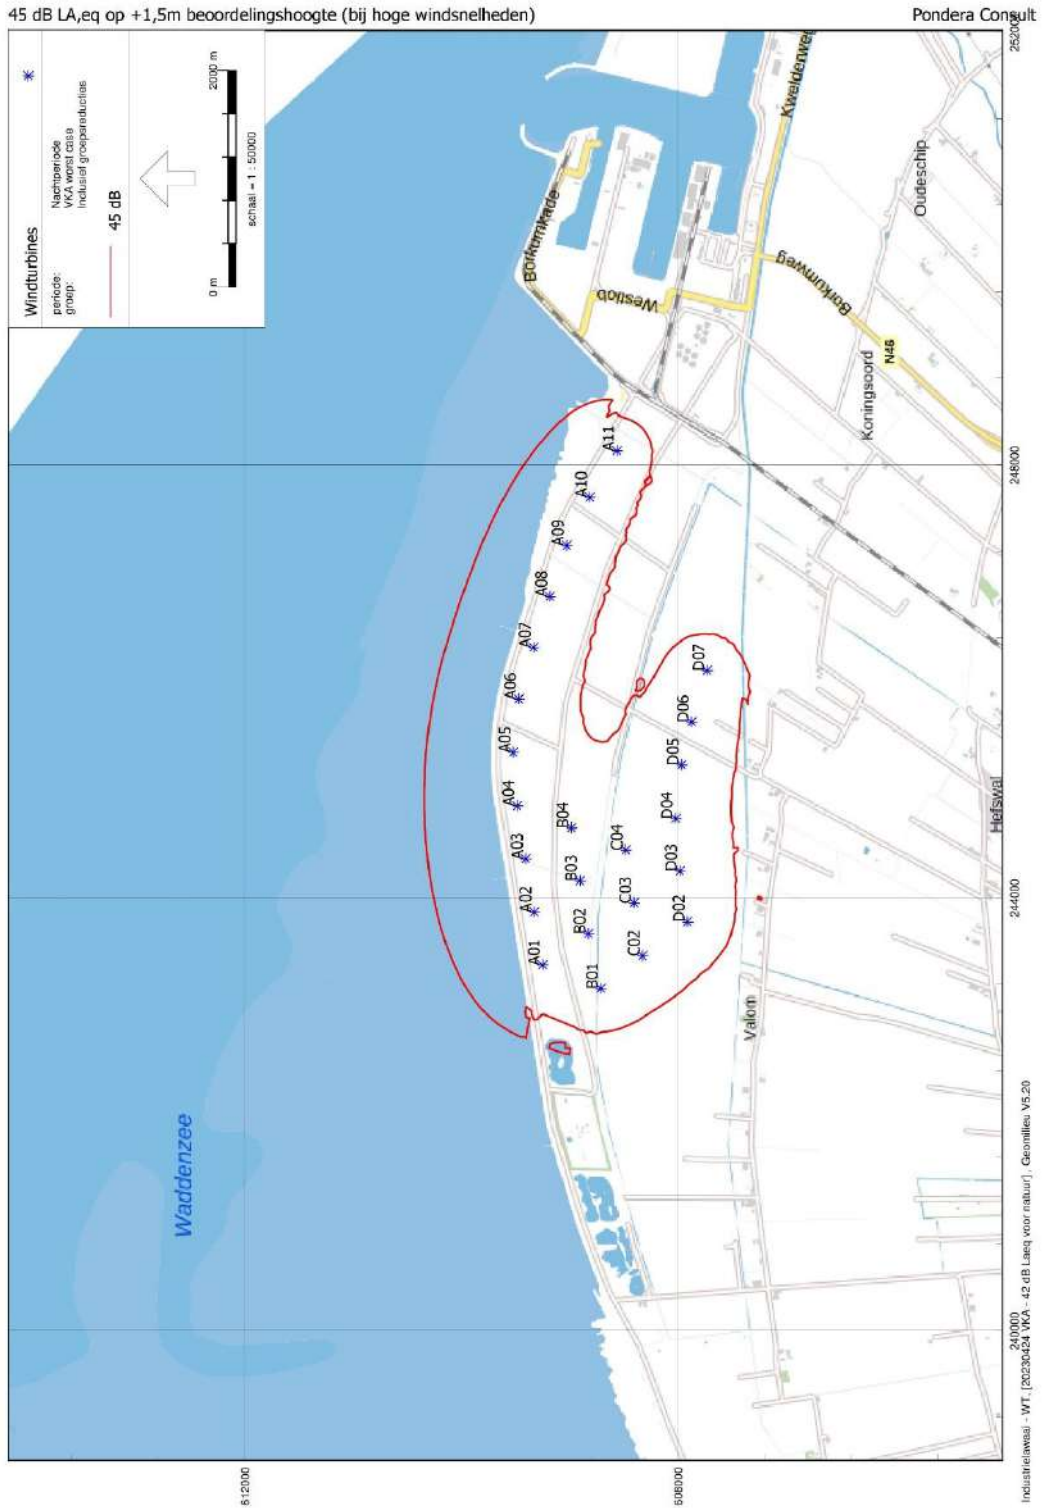 45 dB LA,eq op +1,5m beoordelingshoogte (bij hoge windsnelheden)
Pondera Consult
Windturbines
periode: Nachtperiode
groep: VKA worst case
Inclusief groepsreducties
45 dB
0 m 2000 m
schaal = 1 : 50000
Waddenzee
Borkumkade
Westlob
Kwelderweg
Borkumweg
N46
Oudeschip
Koningsoord
Hefswal
Valom
A01
A02
A03
A04
A05
A06
A07
A08
A09
A10
A11
B01
B02
B03
B04
C02
C03
C04
D02
D03
D04
D05
D06
D07
240000
244000
248000
252000
612000
608000
Industrielawaai - WT, [20230424 VKA - 42 dB Laeq voor natuur] , Geomilieu V5.20